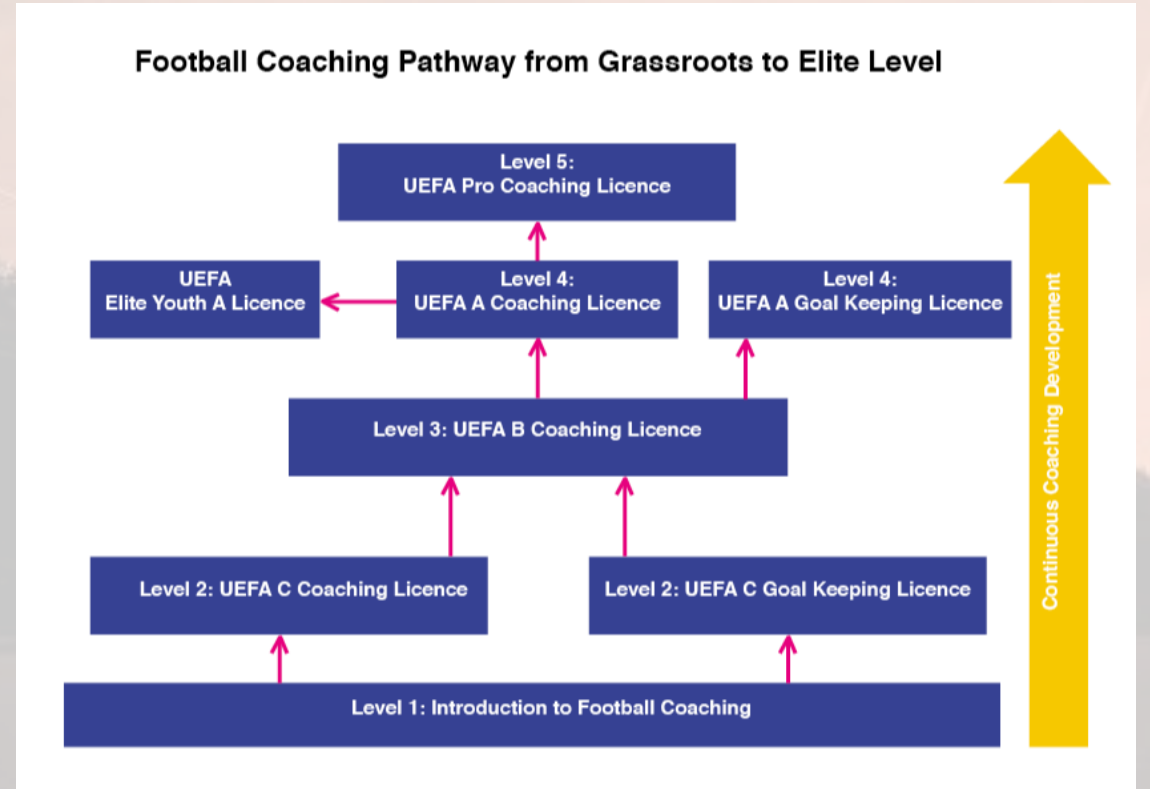 Football Coaching Pathway from Grassroots to Elite Level
Level 5:
UEFA Pro Coaching Licence
UEFA
Elite Youth A Licence
Level 4:
UEFA A Coaching Licence
Level 4:
UEFA A Goal Keeping Licence
Level 3: UEFA B Coaching Licence
Level 2: UEFA C Coaching Licence
Level 2: UEFA C Goal Keeping Licence
Level 1: Introduction to Football Coaching
Continuous Coaching Development